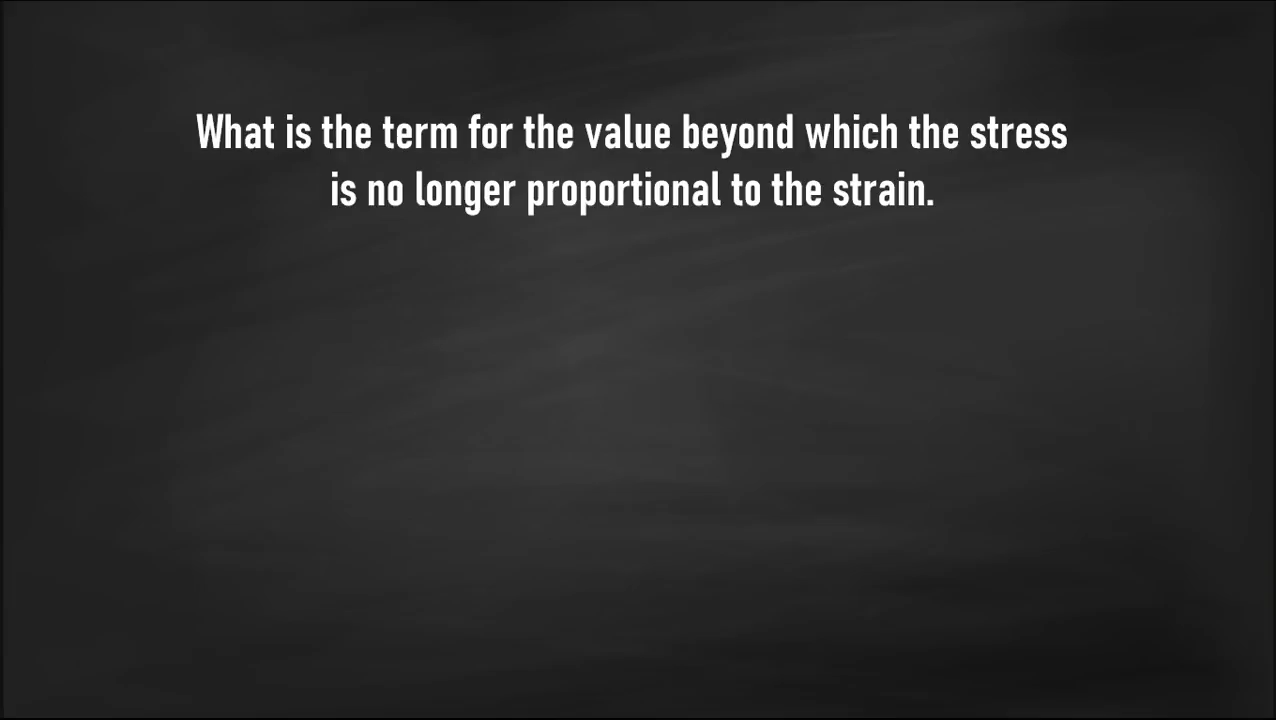 What is the term for the value beyond which the stress
is no longer proportional to the strain.